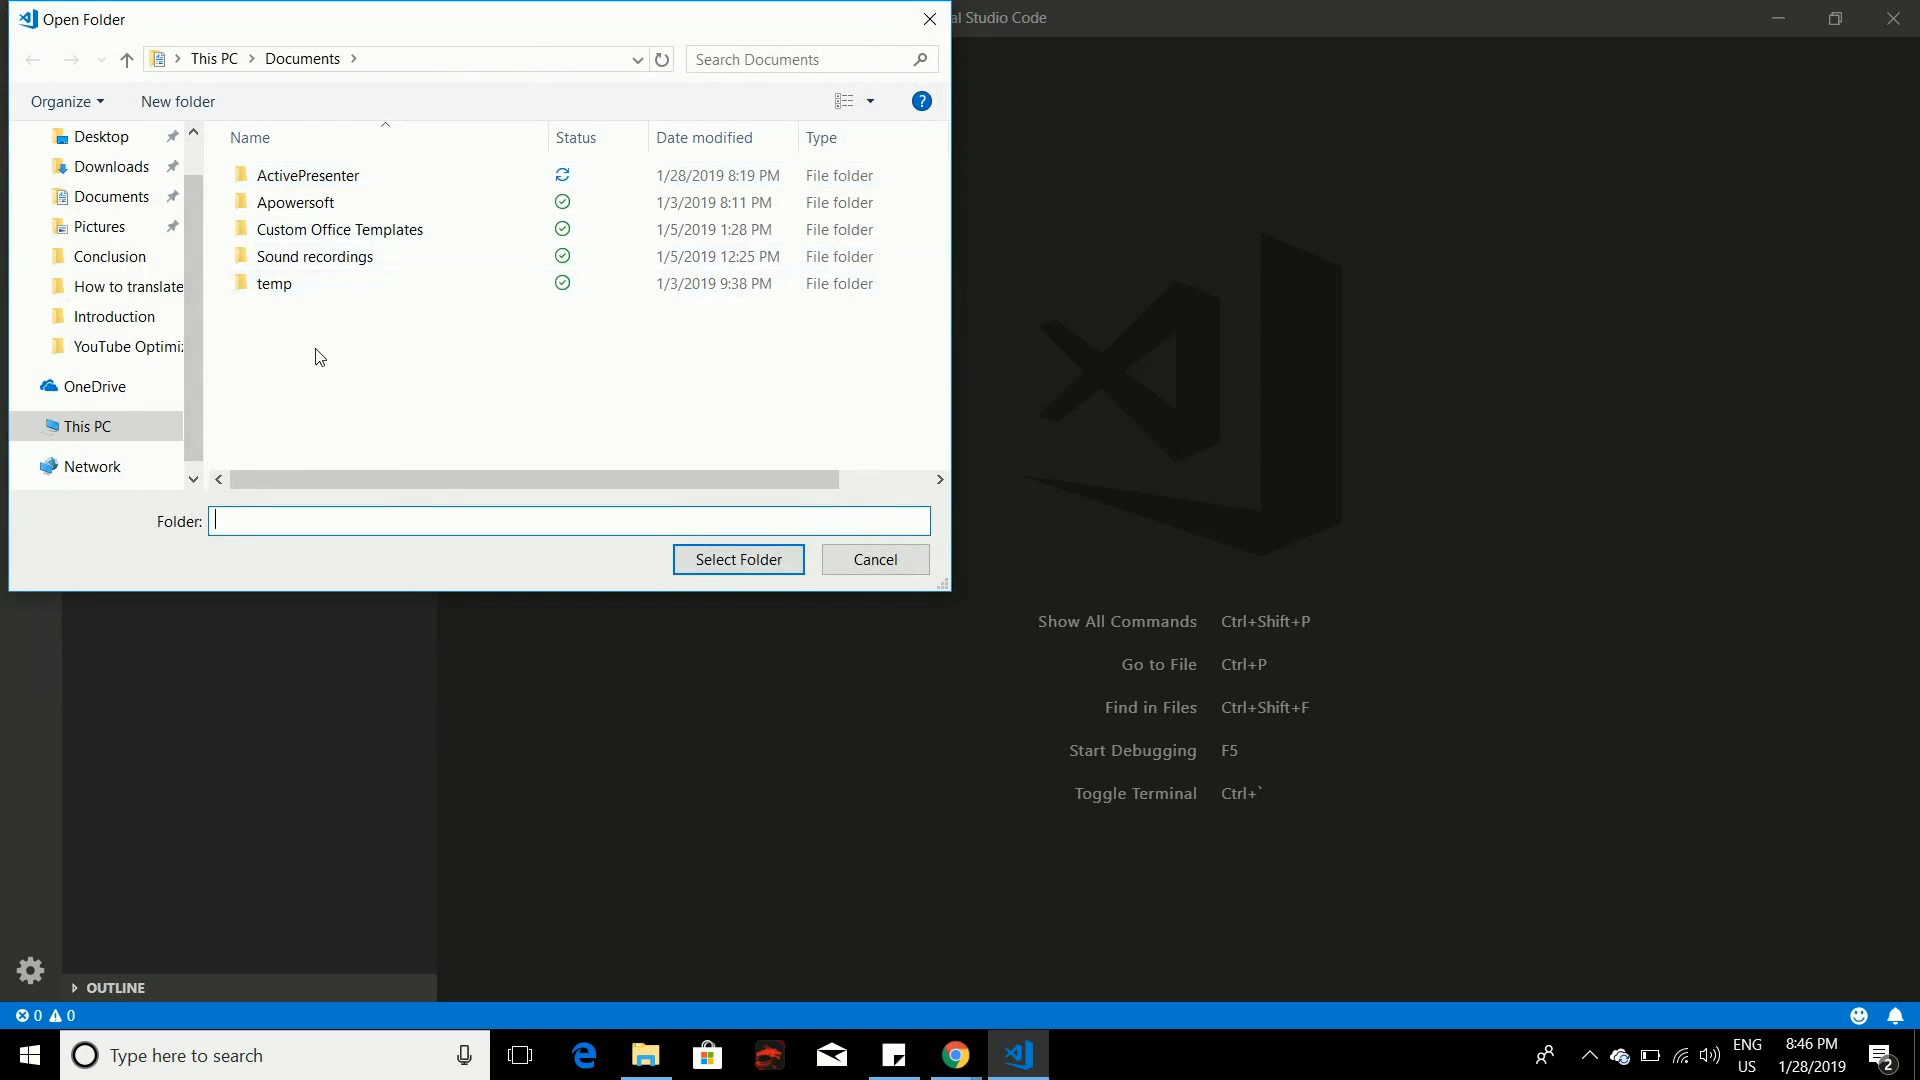 Open Folder
al Studio Code
This PC
Documents
Search Documents
Organize
New folder
?
Name
Status
Date modified
Type
Desktop
Downloads
Documents
Pictures
Conclusion
How to translate
Introduction
YouTube Optimiz
OneDrive
This PC
Network
ActivePresenter 1/28/2019 8:19 PM File folder
Apowersoft 1/3/2019 8:11 PM File folder
Custom Office Templates 1/5/2019 1:28 PM File folder
Sound recordings 1/5/2019 12:25 PM File folder
temp 1/3/2019 9:38 PM File folder
Folder:
Select Folder
Cancel
Show All Commands Ctrl+Shift+P
Go to File Ctrl+P
Find in Files Ctrl+Shift+F
Start Debugging F5
Toggle Terminal Ctrl+`
OUTLINE
0 0
Type here to search
ENG
US
8:46 PM
1/28/2019
2